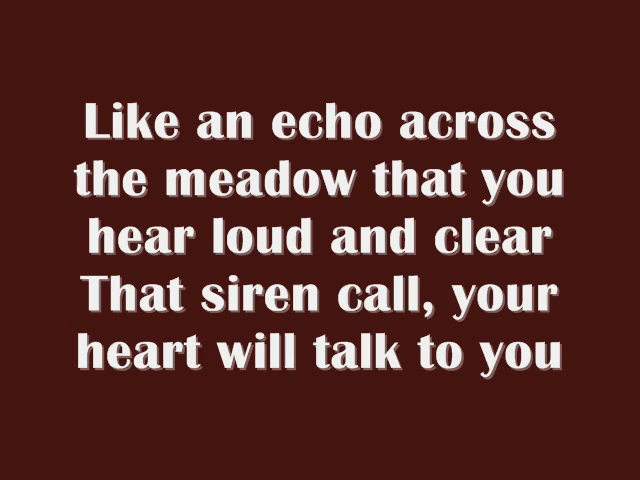 Like an echo across
the meadow that you
hear loud and clear
That siren call, your
heart will talk to you